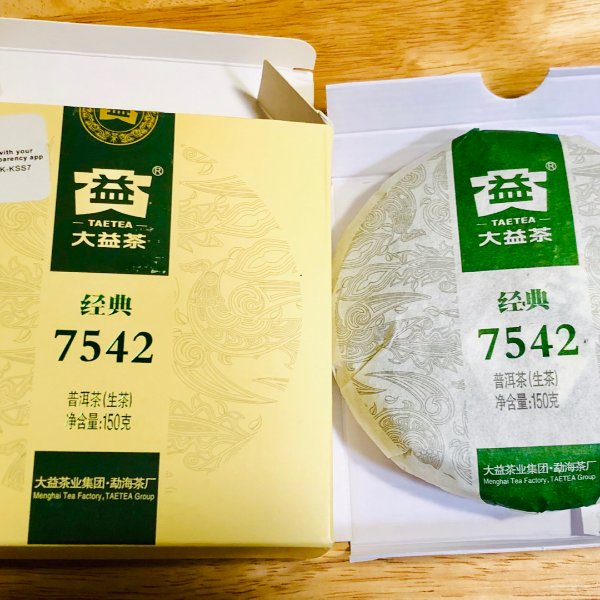 with your
parency app
K-KSS7
益
益®
TAETEA
大益茶
经典
7542
普洱茶(生茶)
净含量:150克
大益茶业集团·勐海茶厂
Menghai Tea Factory, TAETEA Group
益®
TAETEA
大益茶
经典
7542
普洱茶(生茶)
净含量:150克
大益茶业集团·勐海茶厂
Menghai Tea Factory, TAETEA Group